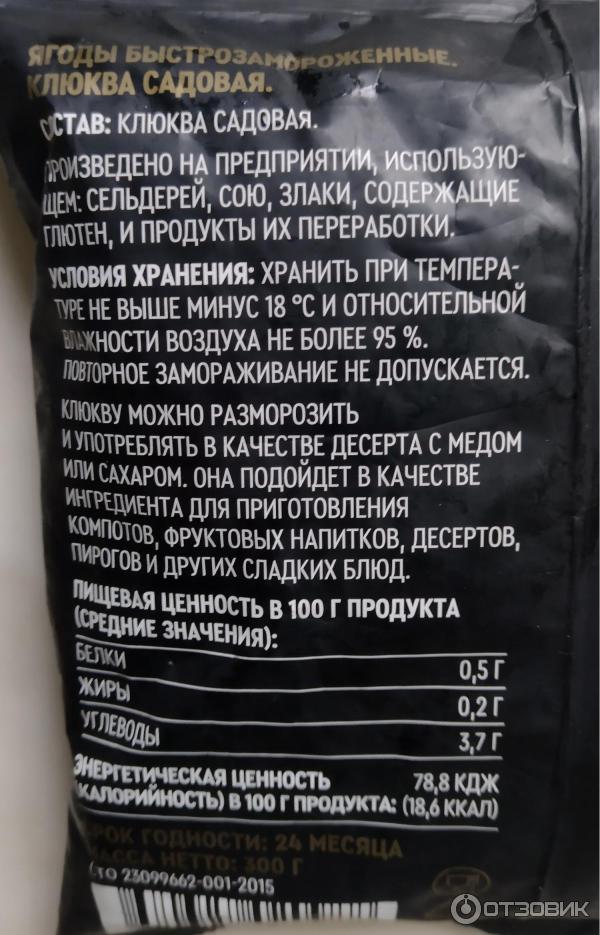 ЯГОДЫ БЫСТРОЗАМОРОЖЕННЫЕ.
КЛЮКВА САДОВАЯ.
СОСТАВ: КЛЮКВА САДОВАЯ.
ПРОИЗВЕДЕНО НА ПРЕДПРИЯТИИ, ИСПОЛЬЗУЮ-
ЩЕМ: СЕЛЬДЕРЕЙ, СОЮ, ЗЛАКИ, СОДЕРЖАЩИЕ
ГЛЮТЕН, И ПРОДУКТЫ ИХ ПЕРЕРАБОТКИ.
УСЛОВИЯ ХРАНЕНИЯ: ХРАНИТЬ ПРИ ТЕМПЕРА-
ТУРЕ НЕ ВЫШЕ МИНУС 18 °С И ОТНОСИТЕЛЬНОЙ
ВЛАЖНОСТИ ВОЗДУХА НЕ БОЛЕЕ 95 %.
ПОВТОРНОЕ ЗАМОРАЖИВАНИЕ НЕ ДОПУСКАЕТСЯ.
КЛЮКВУ МОЖНО РАЗМОРОЗИТЬ
И УПОТРЕБЛЯТЬ В КАЧЕСТВЕ ДЕСЕРТА С МЕДОМ
ИЛИ САХАРОМ. ОНА ПОДОЙДЕТ В КАЧЕСТВЕ
ИНГРЕДИЕНТА ДЛЯ ПРИГОТОВЛЕНИЯ
КОМПОТОВ, ФРУКТОВЫХ НАПИТКОВ, ДЕСЕРТОВ,
ПИРОГОВ И ДРУГИХ СЛАДКИХ БЛЮД.
ПИЩЕВАЯ ЦЕННОСТЬ В 100 Г ПРОДУКТА
(СРЕДНИЕ ЗНАЧЕНИЯ):
БЕЛКИ 0,5 Г
ЖИРЫ 0,2 Г
УГЛЕВОДЫ 3,7 Г
ЭНЕРГЕТИЧЕСКАЯ ЦЕННОСТЬ 78,8 КДЖ
(КАЛОРИЙНОСТЬ) В 100 Г ПРОДУКТА: (18,6 ККАЛ)
СРОК ГОДНОСТИ: 24 МЕСЯЦА
МАССА НЕТТО: 300 Г
СТО 23099662-001-2015
ОТЗОВИК